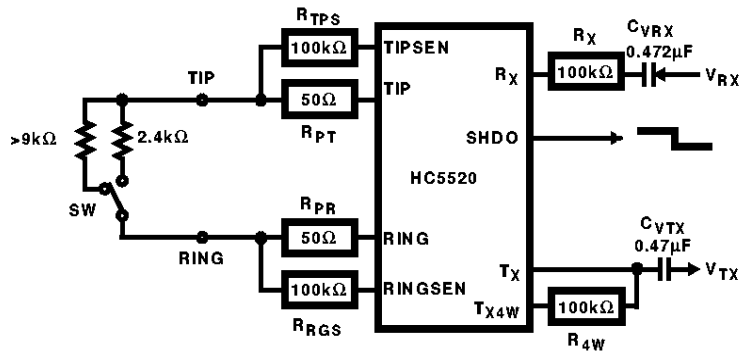 RTPS
100kΩ
TIPSEN
TIP
50Ω
RPT
TIP
>9kΩ
2.4kΩ
SW
RING
RPR
50Ω
RING
100kΩ
RINGSEN
RRGS
HC5520
RX
RX
100kΩ
CVRX
0.472µF
VRX
SHDO
TX
CVTX
0.47µF
VTX
TX4W
100kΩ
R4W